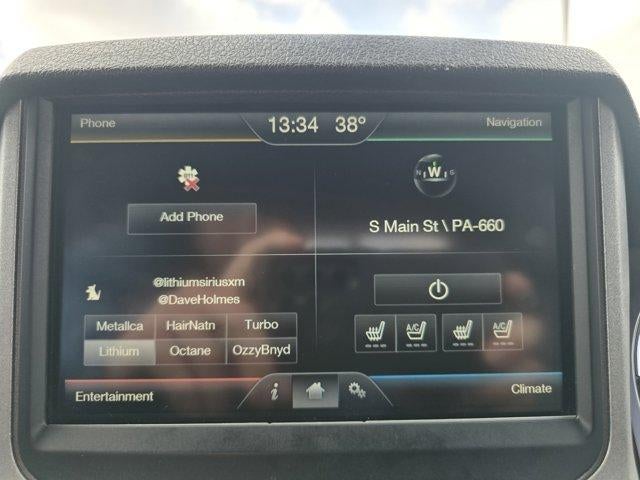 Phone
13:34 38°
Navigation
N W S
Add Phone
S Main St \ PA-660
@lithiumsiriusxm
@DaveHolmes
Metallca HairNatn Turbo
Lithium Octane OzzyBnyd
A/C A/C
i
Entertainment
Climate